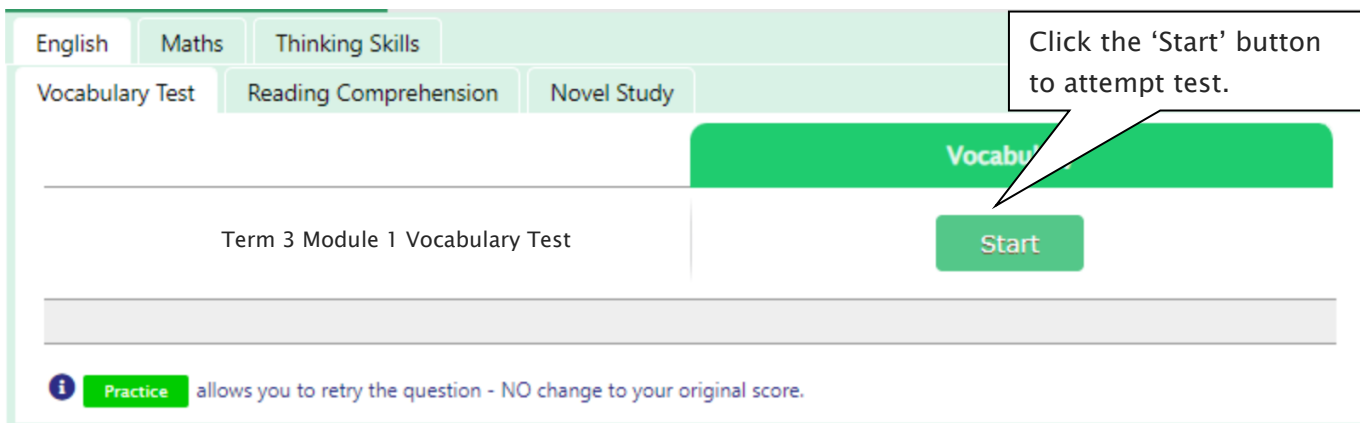 English Maths Thinking Skills
Click the ‘Start’ button
to attempt test.
Vocabulary Test Reading Comprehension Novel Study
Term 3 Module 1 Vocabulary Test
Start
Practice allows you to retry the question - NO change to your original score.